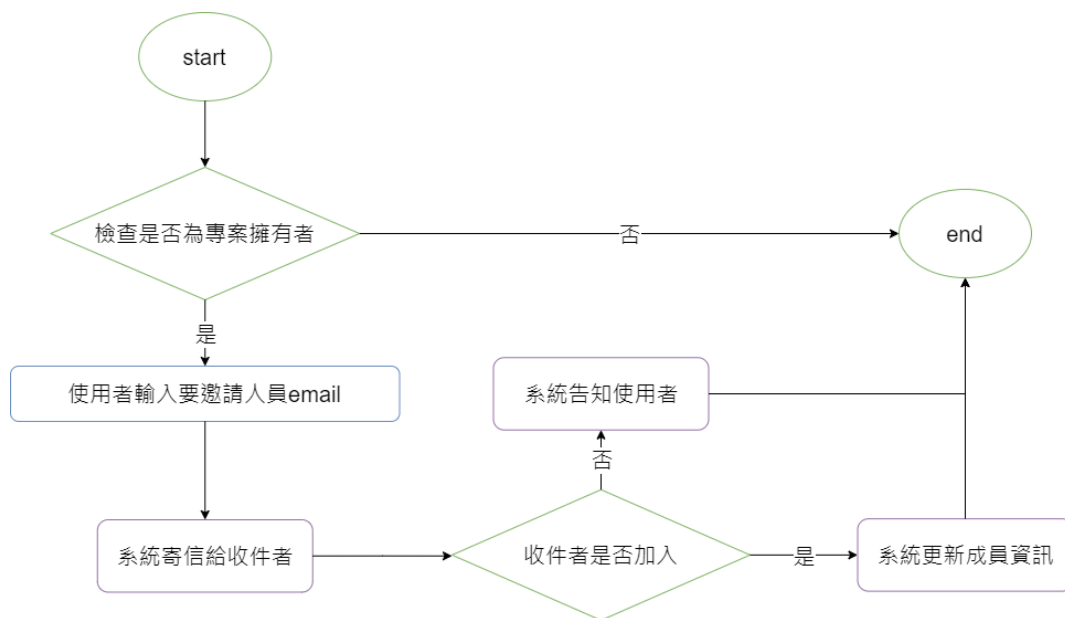 start
檢查是否為專案擁有者
否
end
是
使用者輸入要邀請人員email
系統告知使用者
否
系統寄信給收件者
收件者是否加入
是
系統更新成員資訊